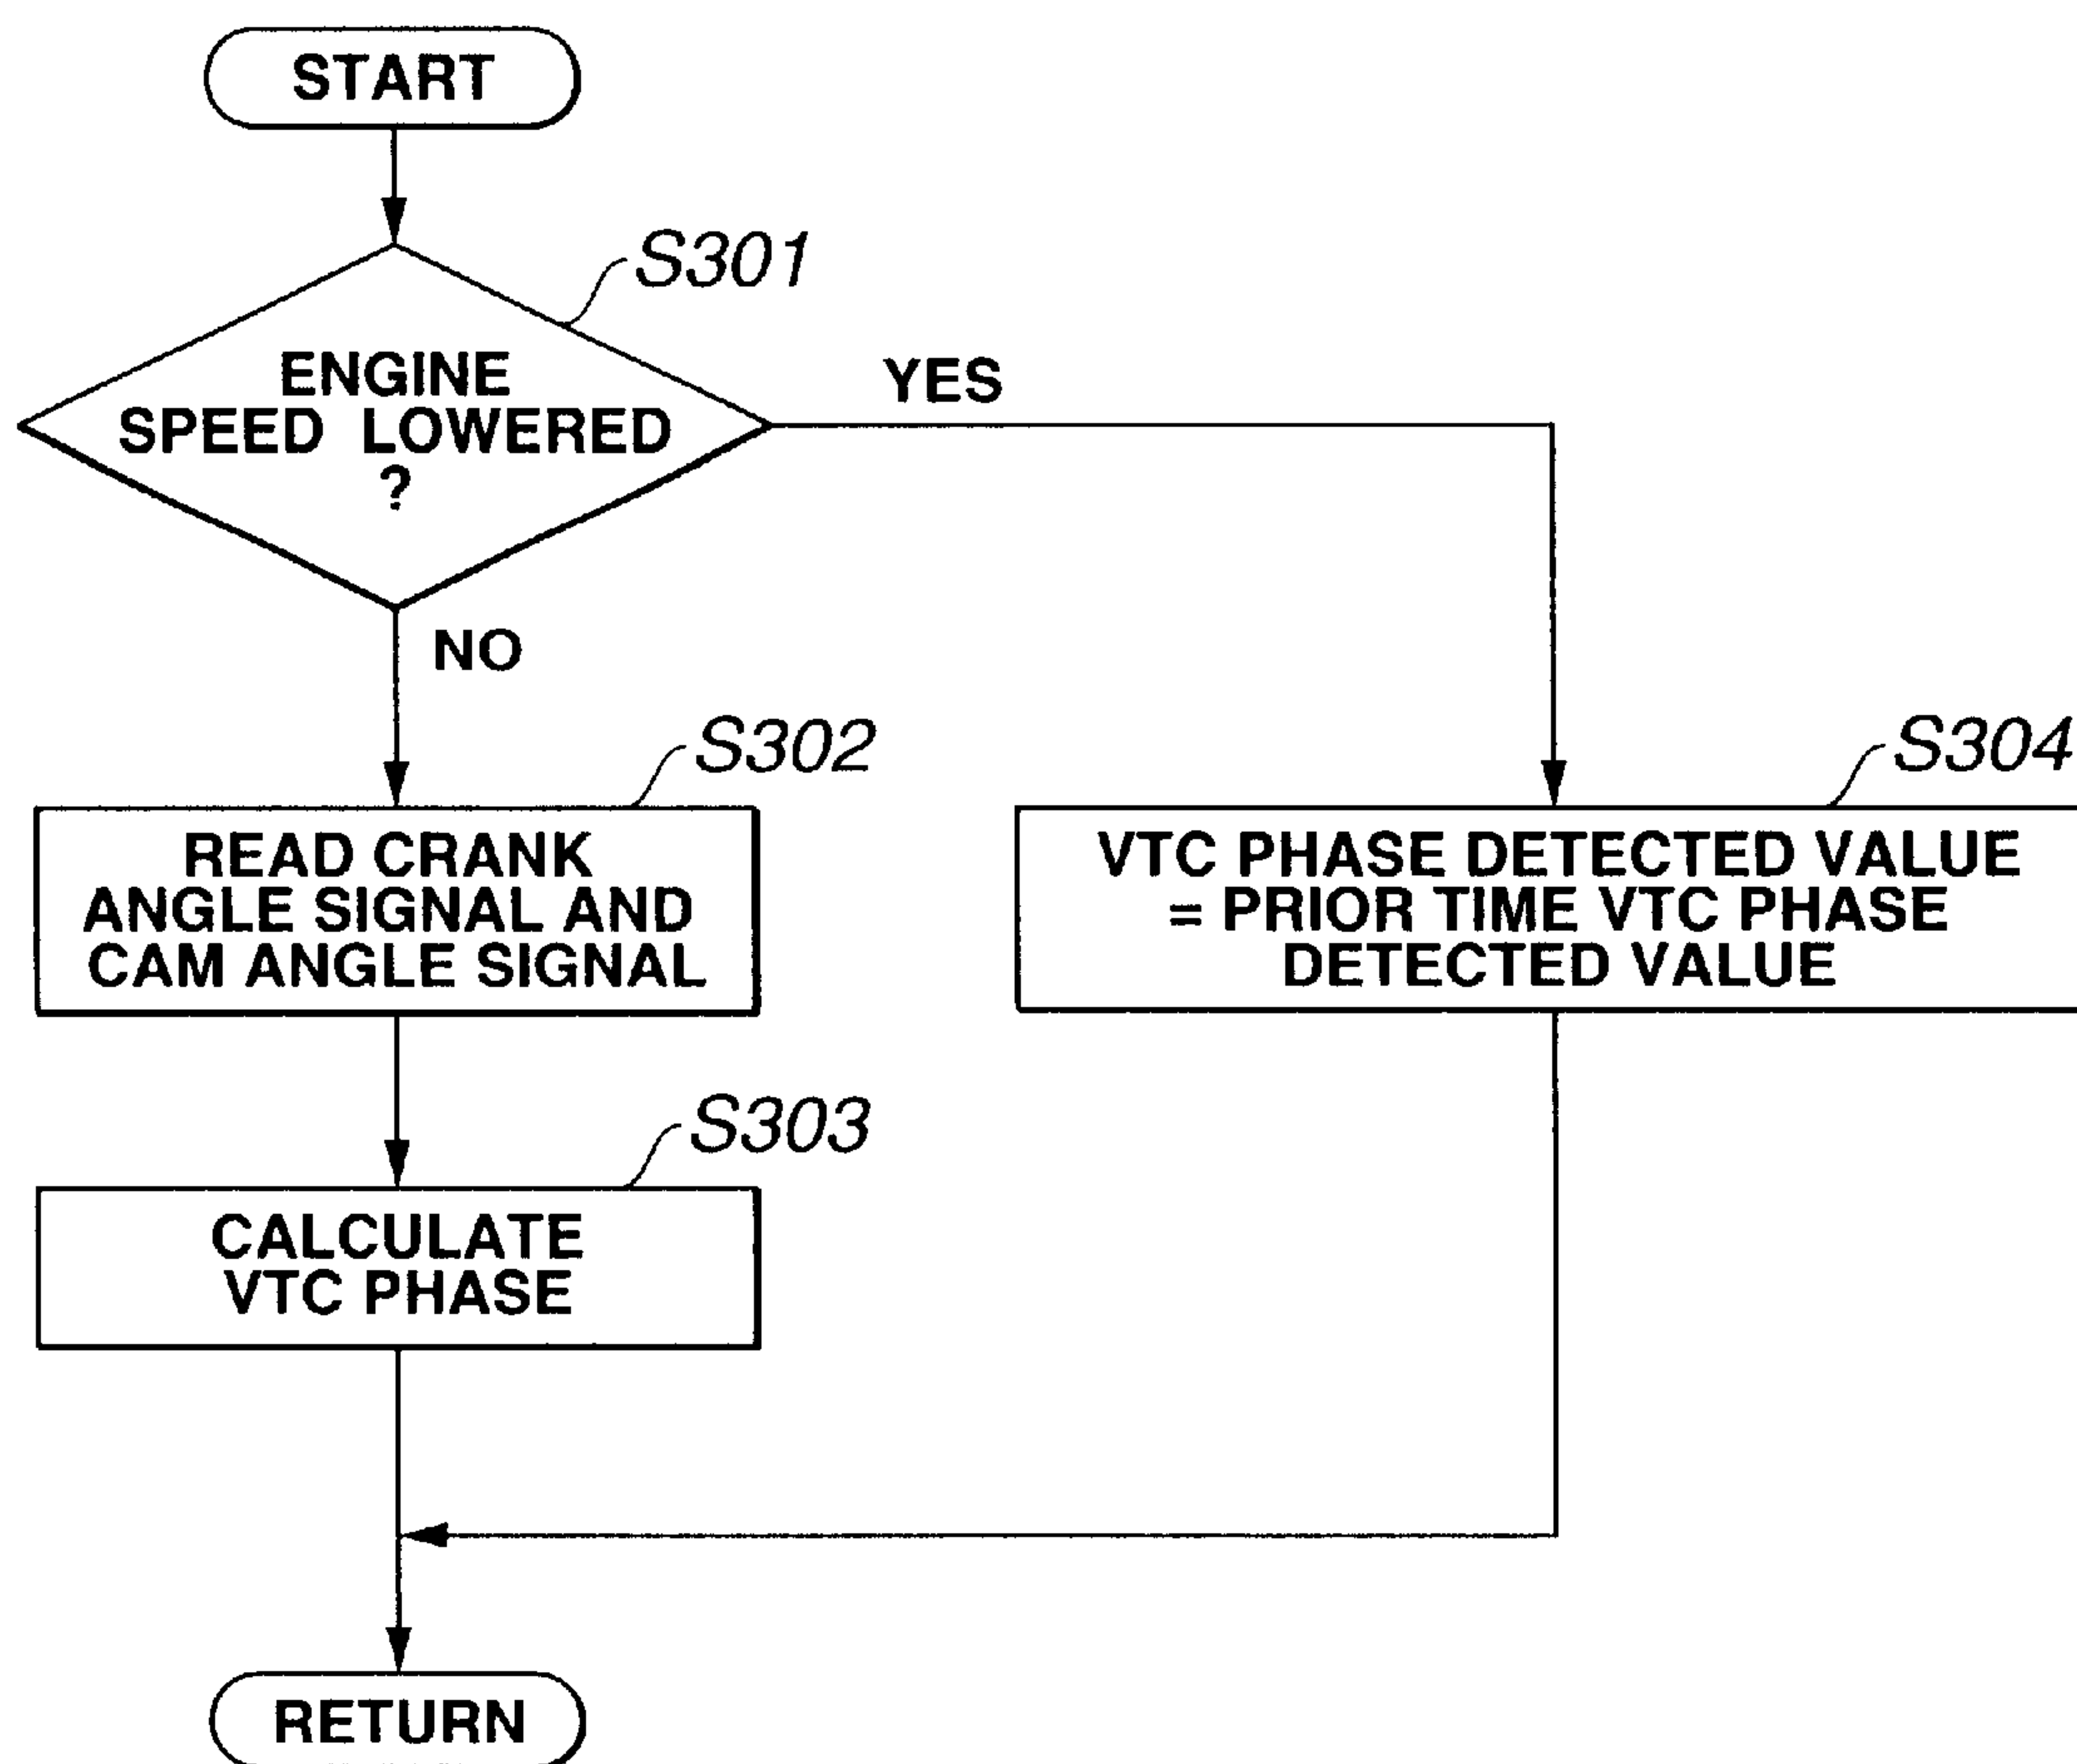 START
S301
ENGINE
SPEED LOWERED
?
YES
NO
S302
READ CRANK
ANGLE SIGNAL AND
CAM ANGLE SIGNAL
S304
VTC PHASE DETECTED VALUE
= PRIOR TIME VTC PHASE
DETECTED VALUE
S303
CALCULATE
VTC PHASE
RETURN